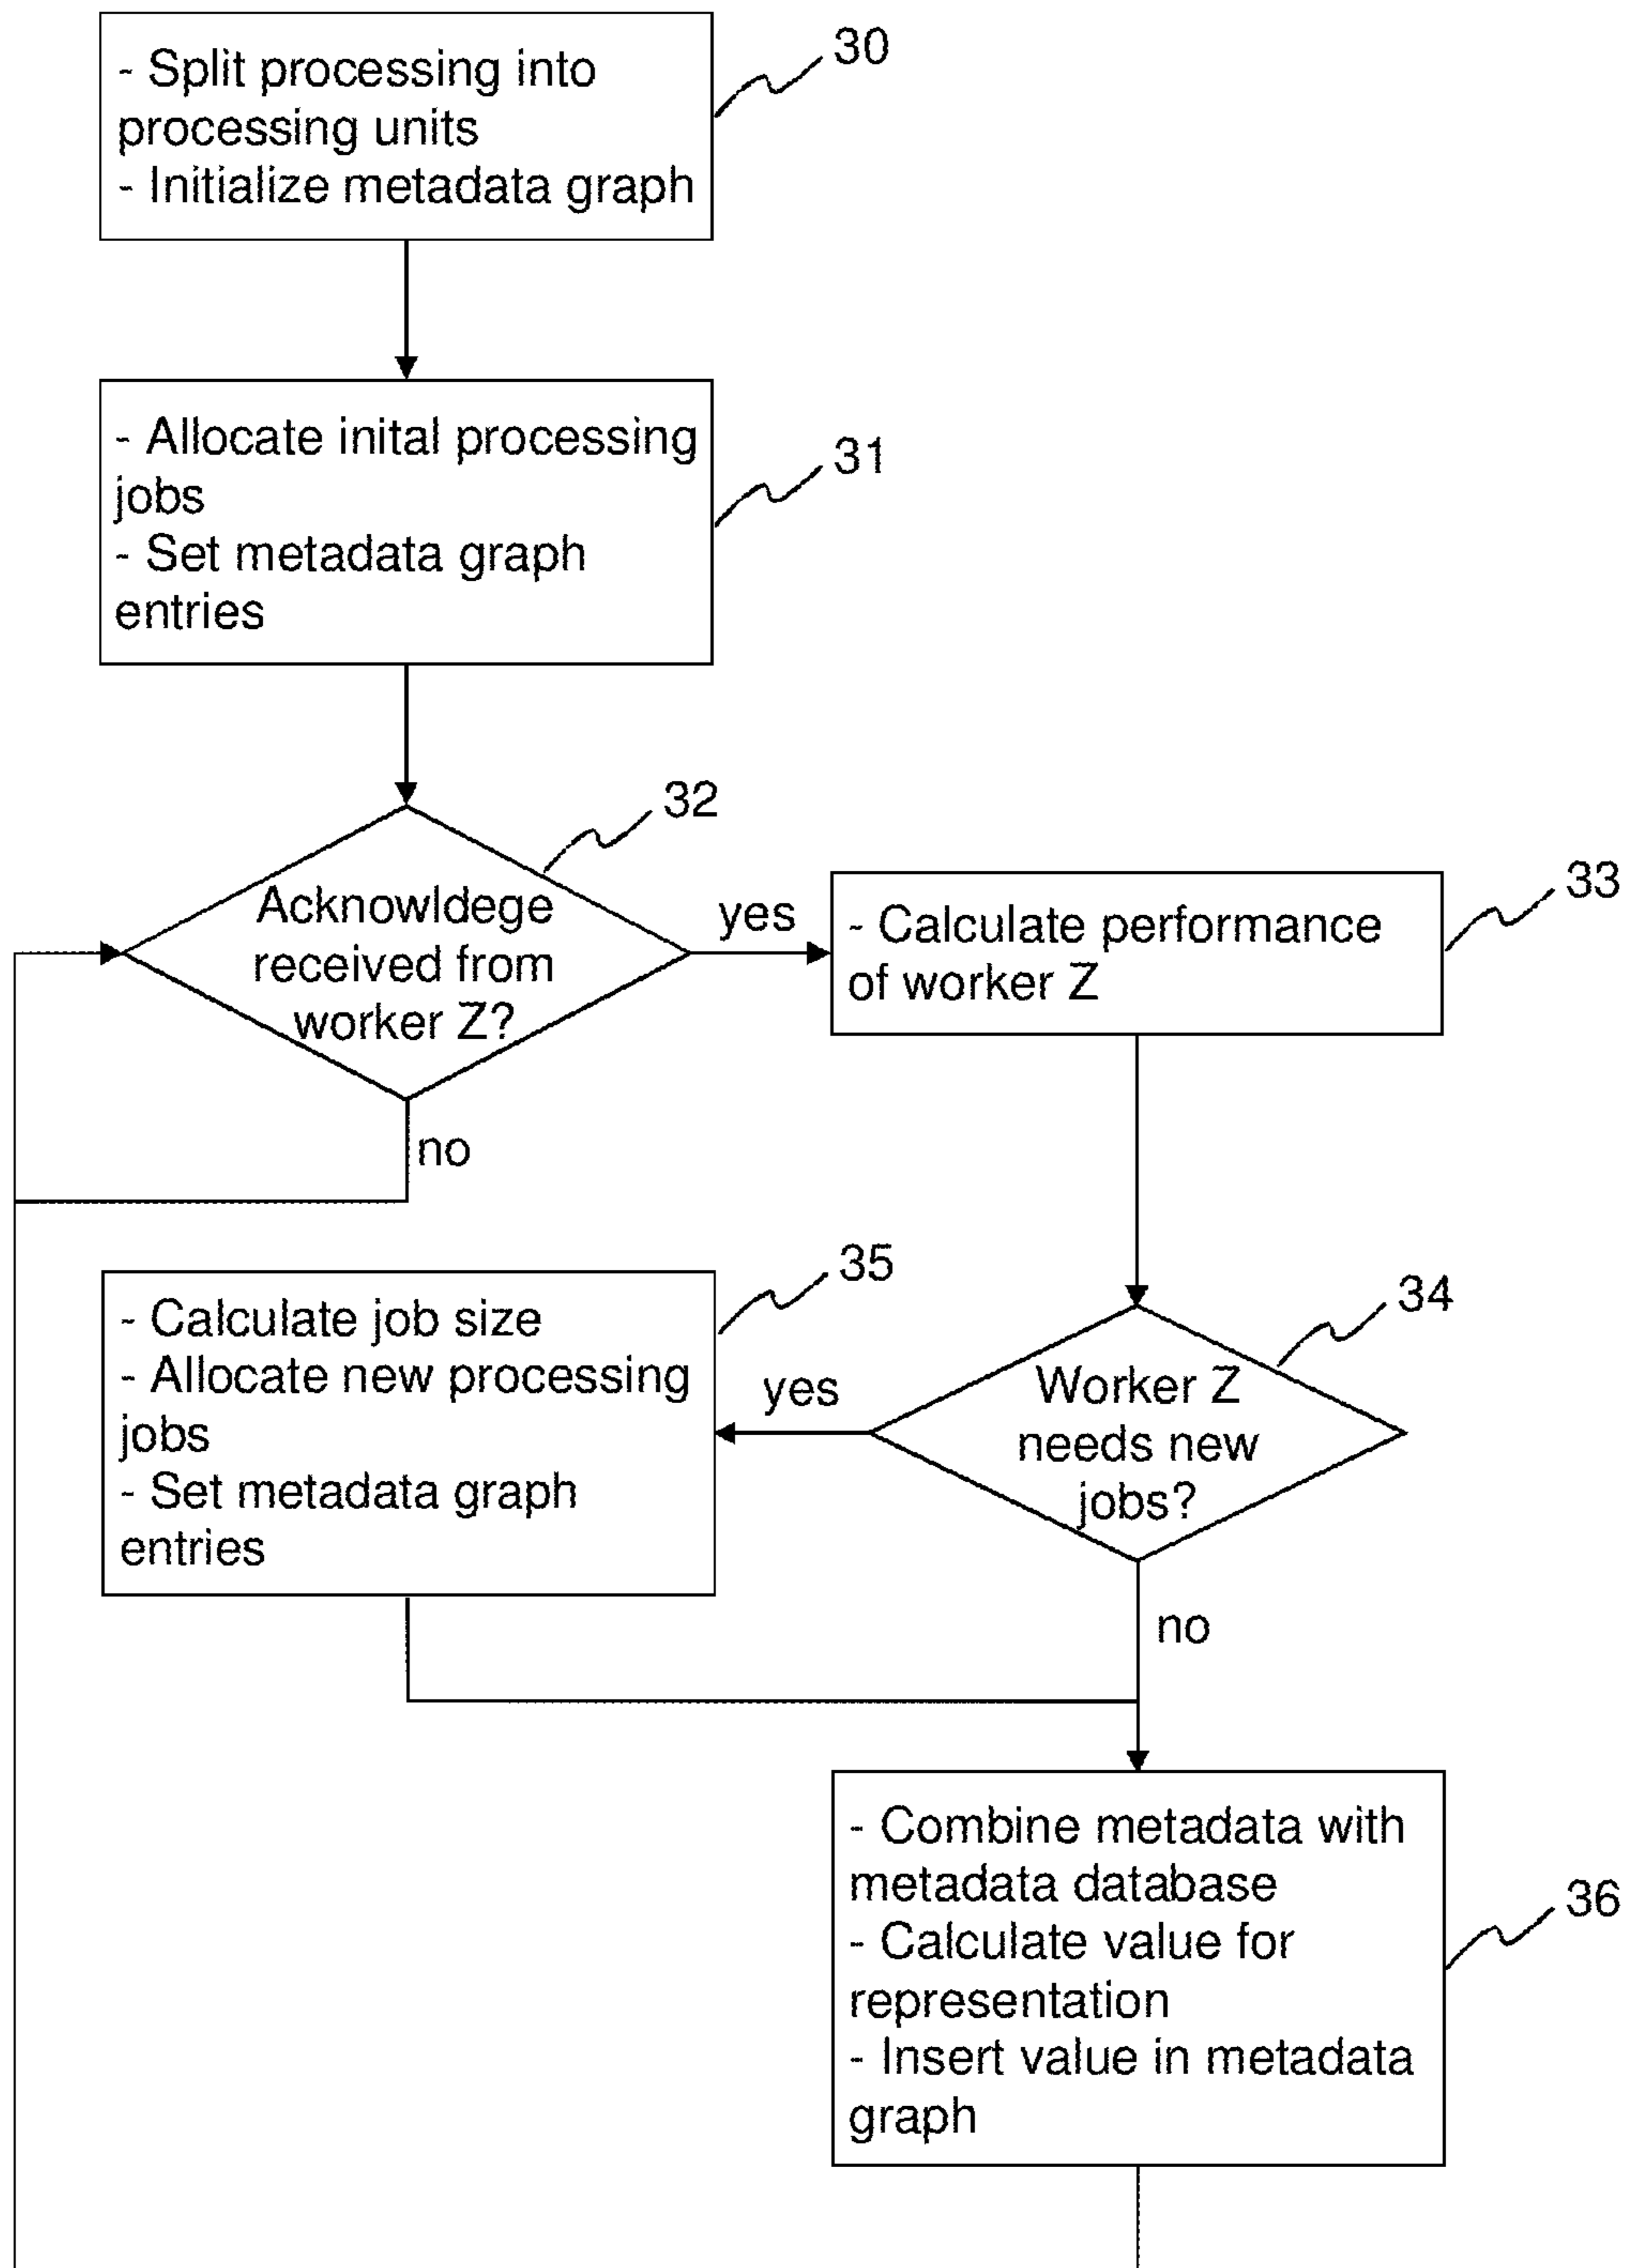 - Split processing into
processing units
- Initialize metadata graph
30
- Allocate inital processing
jobs
- Set metadata graph
entries
31
32
Acknowldege
received from
worker Z?
yes
no
- Calculate performance
of worker Z
33
35
- Calculate job size
- Allocate new processing
jobs
- Set metadata graph
entries
yes
34
Worker Z
needs new
jobs?
no
- Combine metadata with
metadata database
- Calculate value for
representation
- Insert value in metadata
graph
36